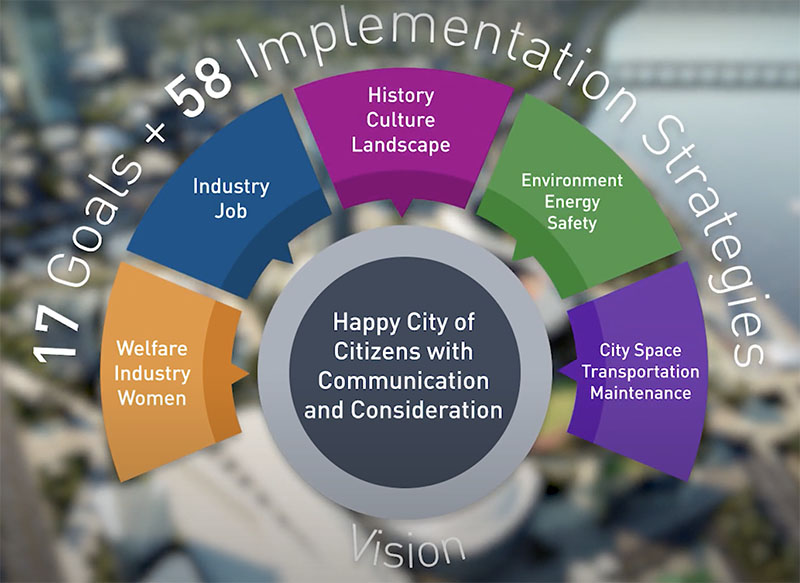 17 Goals + 58 Implementation Strategies
Welfare
Industry
Women
Industry
Job
History
Culture
Landscape
Environment
Energy
Safety
City Space
Transportation
Maintenance
Happy City of
Citizens with
Communication
and Consideration
Vision